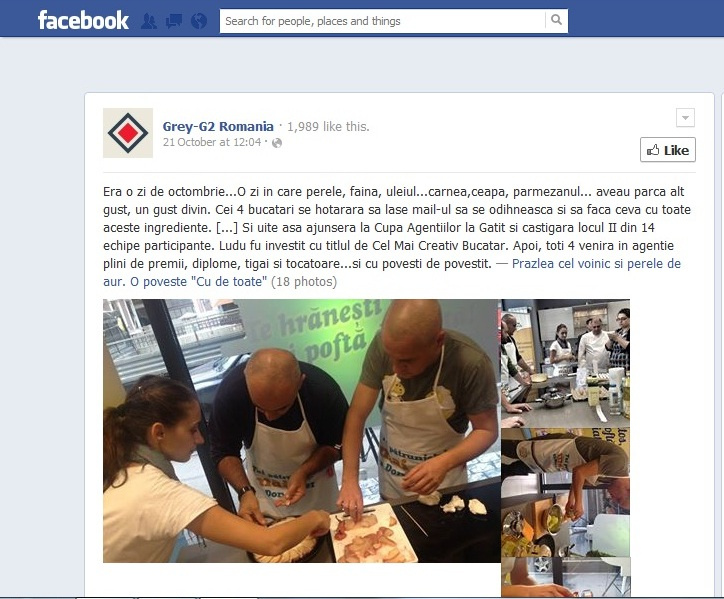 facebook
Search for people, places and things
Grey-G2 Romania · 1,989 like this.
21 October at 12:04 ·
Like
Era o zi de octombrie...O zi in care perele, faina, uleiul...carnea,ceapa, parmezanul... aveau parca alt
gust, un gust divin. Cei 4 bucatari se hotarara sa lase mail-ul sa se odihneasca si sa faca ceva cu toate
aceste ingrediente. [...] Si uite asa ajunsera la Cupa Agentiilor la Gatit si castigara locul II din 14
echipe participante. Ludu fu investit cu titlul de Cel Mai Creativ Bucatar. Apoi, toti 4 venira in agentie
plini de premii, diplome, tigai si tocatoare...si cu povesti de povestit. — Prazlea cel voinic si perele de
aur. O poveste "Cu de toate" (18 photos)
te hrănești
poftă